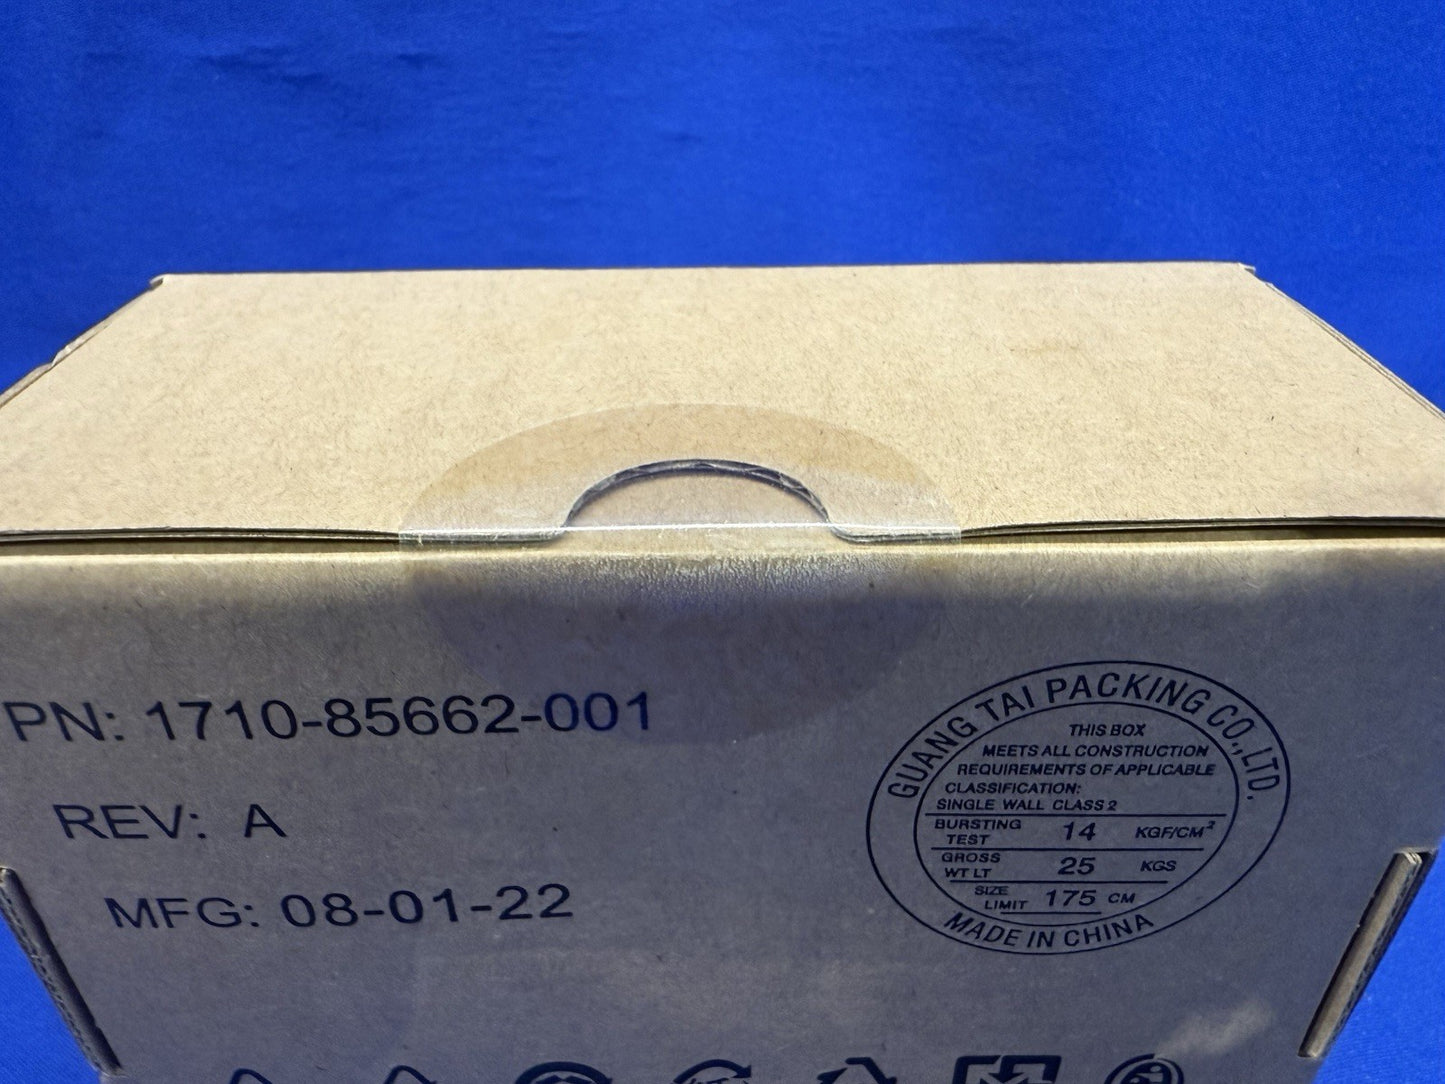 PN: 1710-85662-001
REV: A
MFG: 08-01-22
GUANG TAI PACKING CO.,LTD.
THIS BOX
MEETS ALL CONSTRUCTION
REQUIREMENTS OF APPLICABLE
CLASSIFICATION:
SINGLE WALL CLASS 2
BURSTING TEST 14 KGF/CM²
GROSS WT LT 25 KGS
SIZE LIMIT 175 CM
MADE IN CHINA